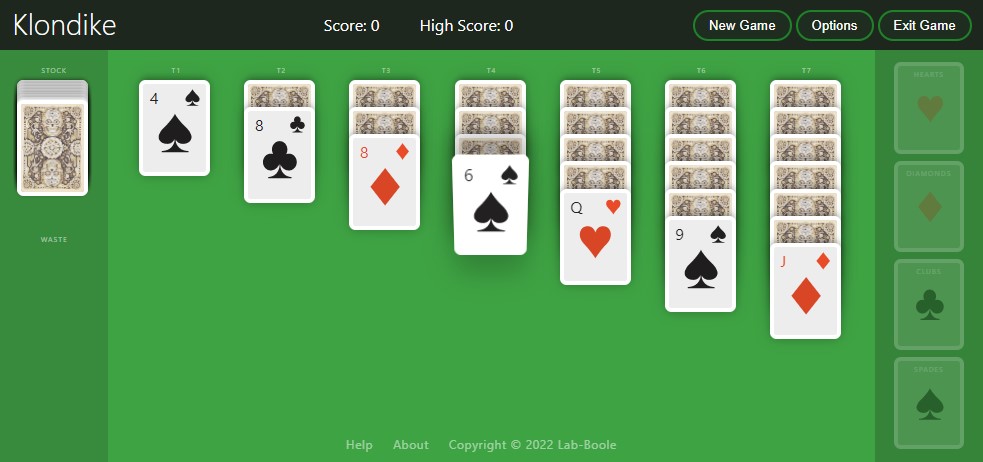 Klondike
Score: 0
High Score: 0
New Game
Options
Exit Game
STOCK
T1
T2
T3
T4
T5
T6
T7
HEARTS
4
8
8
6
Q
9
J
DIAMONDS
WASTE
CLUBS
SPADES
Help
About
Copyright © 2022 Lab-Boole